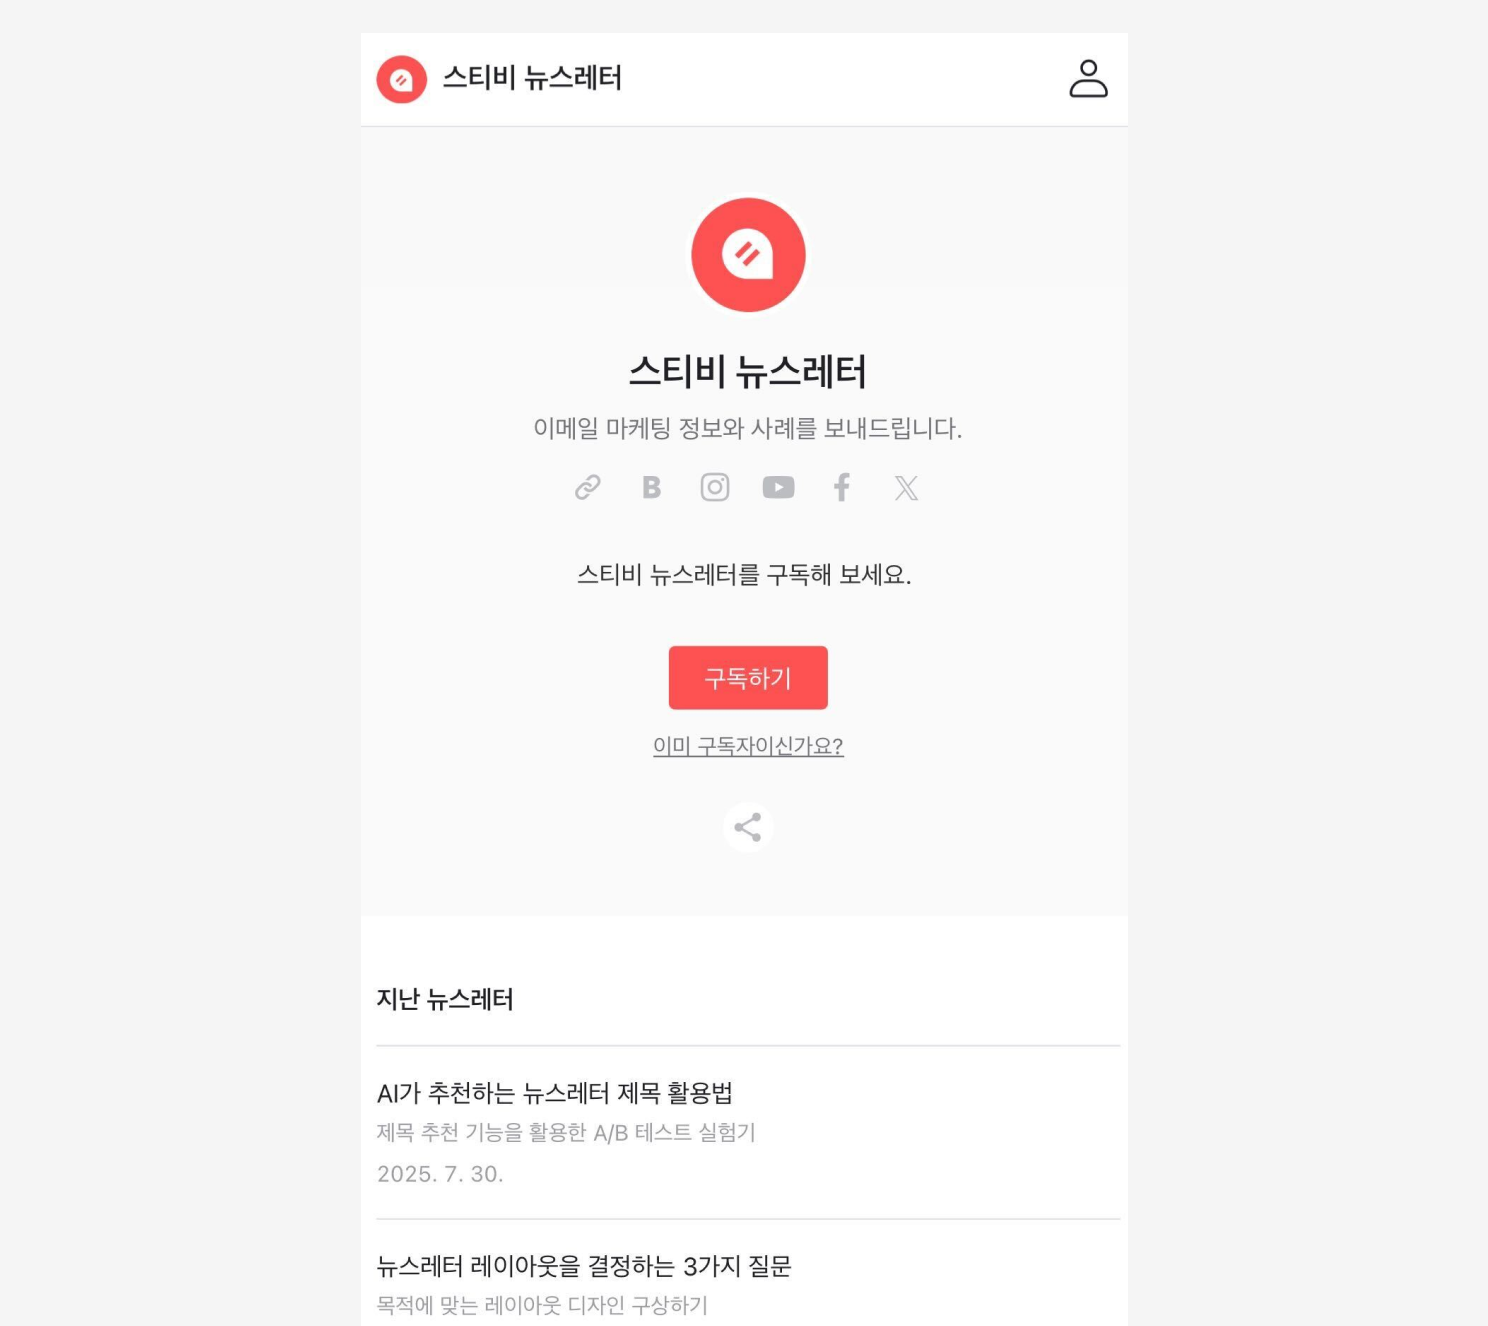 스티비 뉴스레터
스티비 뉴스레터
이메일 마케팅 정보와 사례를 보내드립니다.
B
스티비 뉴스레터를 구독해 보세요.
구독하기
이미 구독자이신가요?
지난 뉴스레터
AI가 추천하는 뉴스레터 제목 활용법
제목 추천 기능을 활용한 A/B 테스트 실험기
2025. 7. 30.
뉴스레터 레이아웃을 결정하는 3가지 질문
목적에 맞는 레이아웃 디자인 구상하기